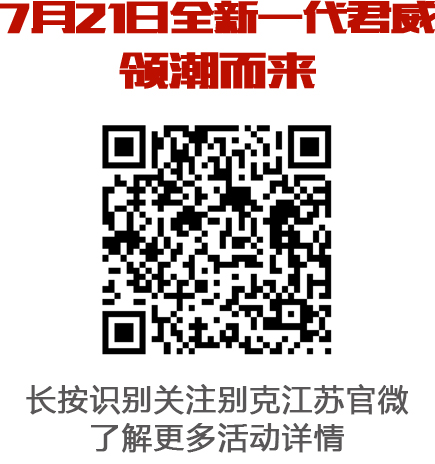 7月21日全新一代君威
领潮而来
长按识别关注别克江苏官微
了解更多活动详情